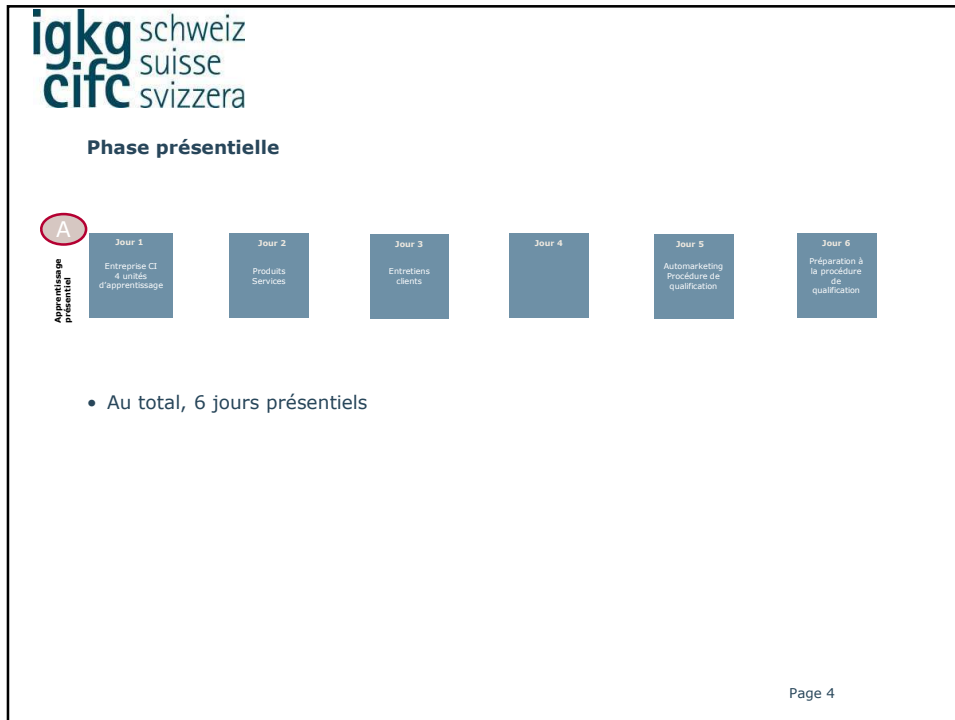 igkg schweiz
suisse
cifc svizzera
Phase présentielle
A
Apprentissage
présentiel
Jour 1
Entreprise CI
4 unités
d'apprentissage
Jour 2
Produits
Services
Jour 3
Entretiens
clients
Jour 4
Jour 5
Automarketing
Procédure de
qualification
Jour 6
Préparation à
la procédure
de
qualification
• Au total, 6 jours présentiels
Page 4